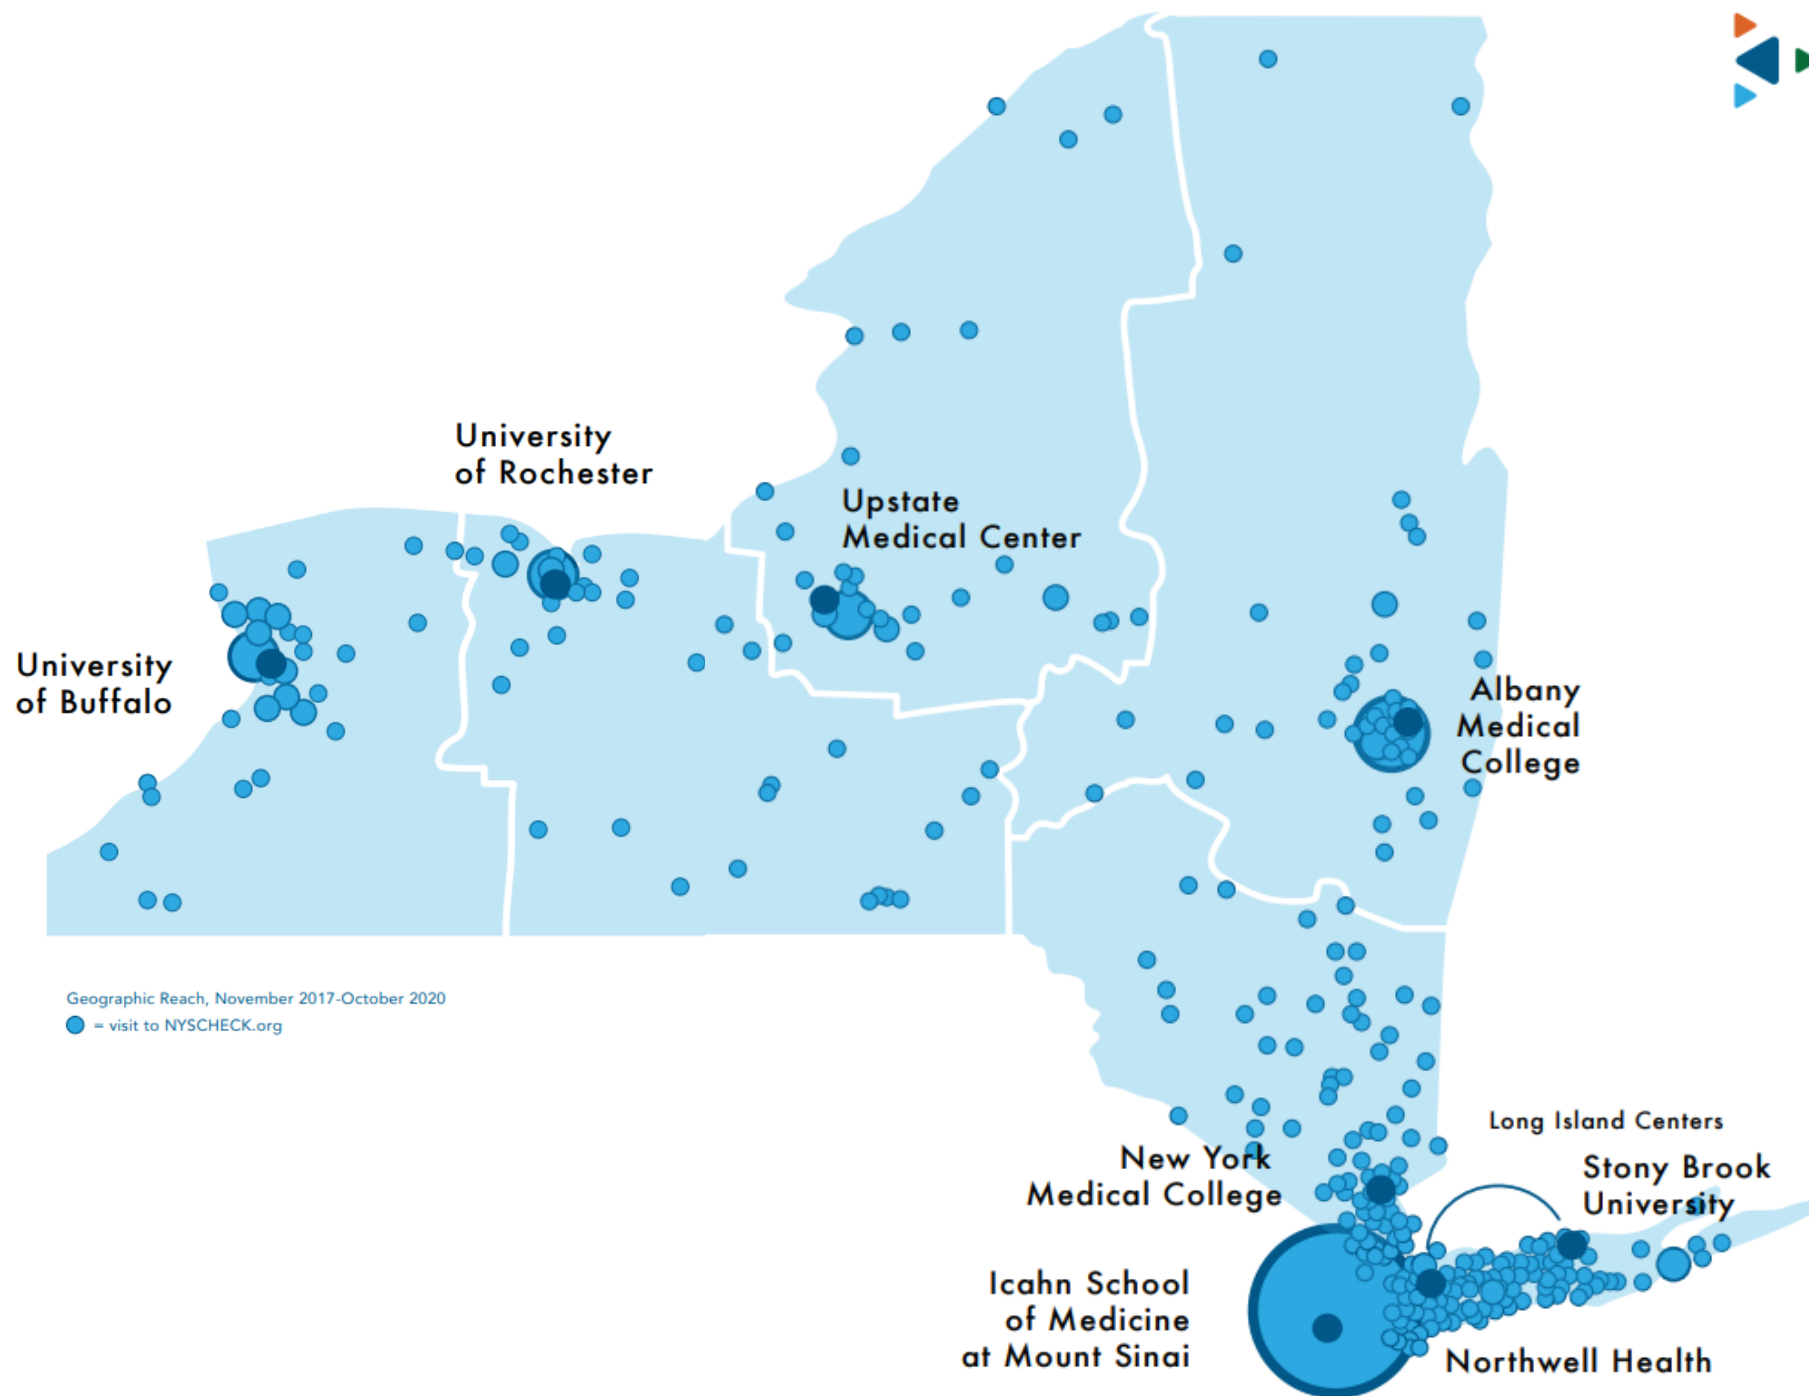 University
of Rochester
Upstate
Medical Center
University
of Buffalo
Albany
Medical
College
Geographic Reach, November 2017-October 2020
= visit to NYSCHECK.org
Long Island Centers
New York
Medical College
Stony Brook
University
Icahn School
of Medicine
at Mount Sinai
Northwell Health